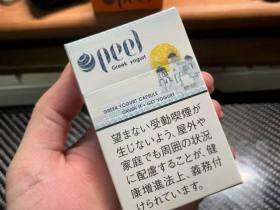 peel
Greek yogurt
GREEK YOGURT CAPSULE
望まない受動喫煙が
生じないよう、屋外や
家庭でも周囲の状況
に配慮することが、健
康増進法上、義務付
けられています。